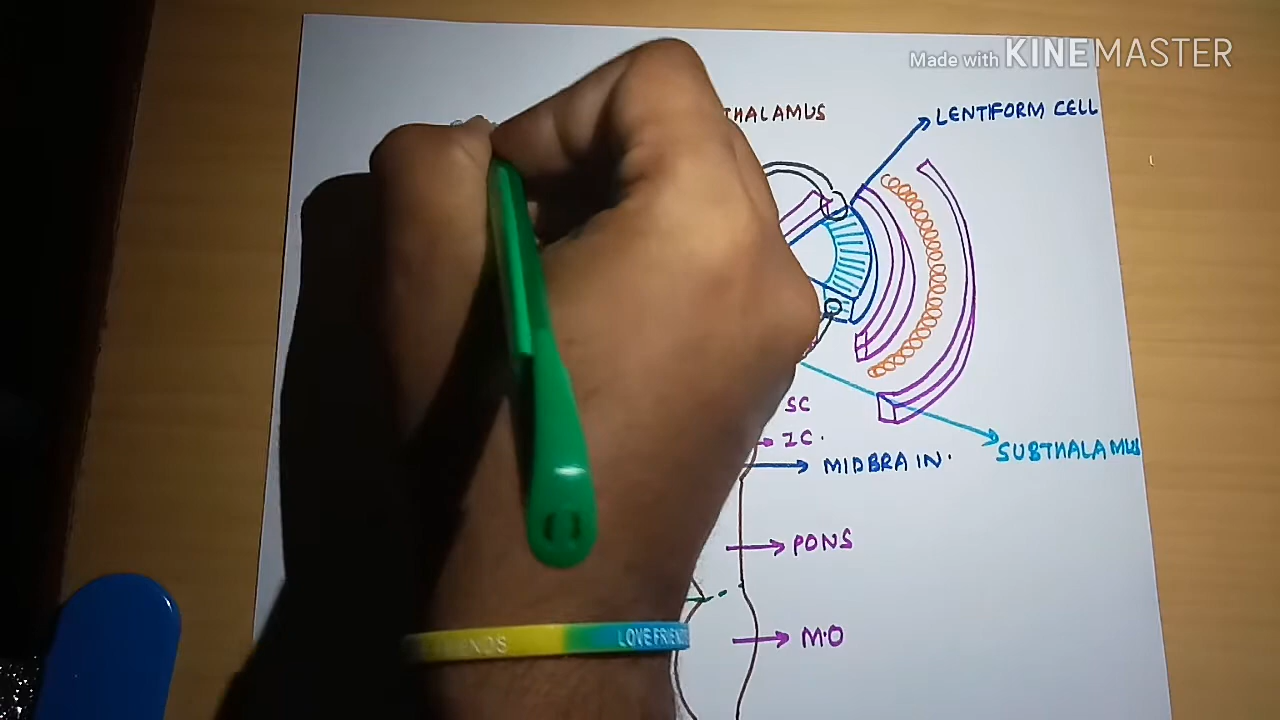 Made with KINEMASTER
THALAMUS
LENTIFORM CELL
SC
IC.
MIDBRAIN.
SUBTHALAMUS
PONS
M.O
LOVE FRIENDS